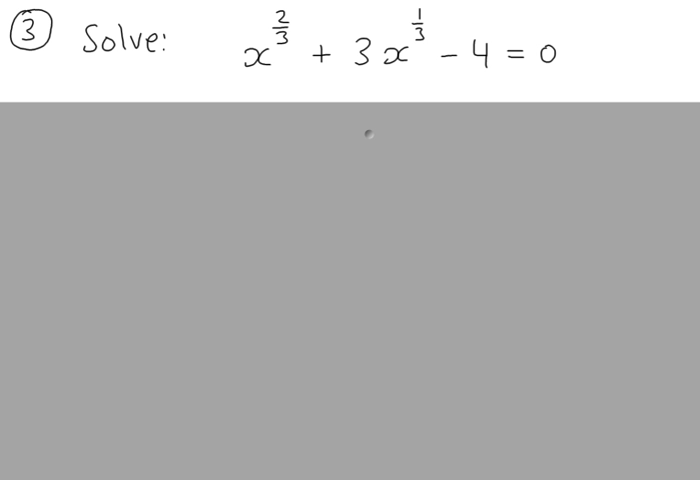 ③ Solve: x^{2/3} + 3x^{1/3} - 4 = 0